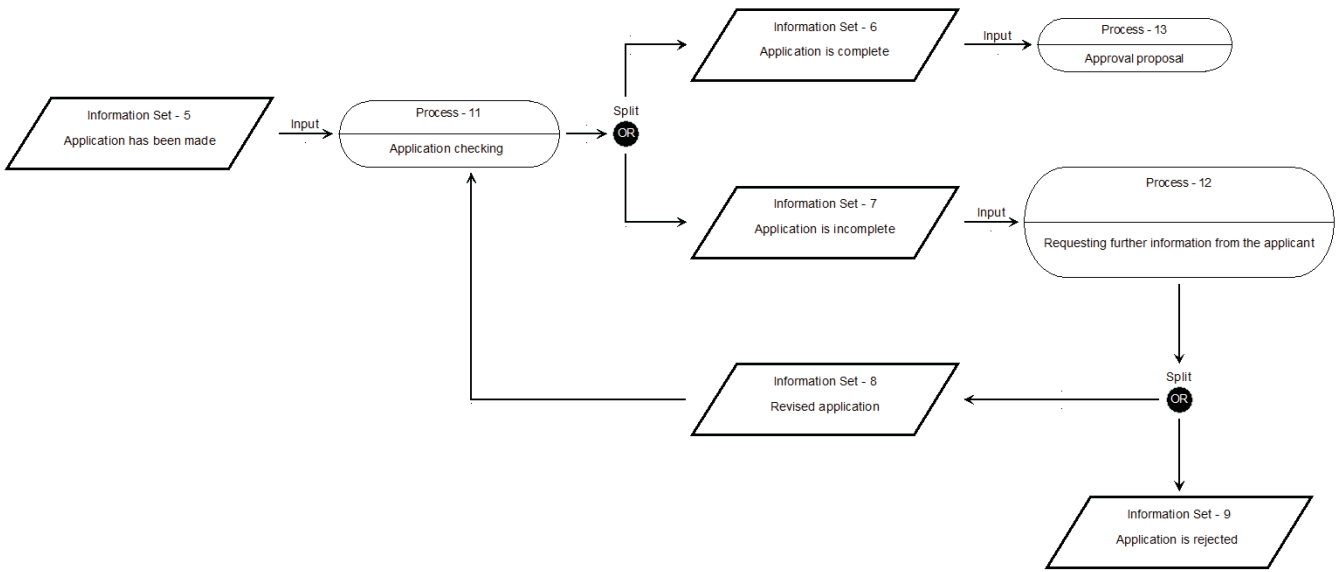 Information Set - 5
Application has been made
Input
Process - 11
Application checking
Split
OR
Information Set - 6
Application is complete
Input
Process - 13
Approval proposal
Information Set - 7
Application is incomplete
Input
Process - 12
Requesting further information from the applicant
Split
OR
Information Set - 8
Revised application
Information Set - 9
Application is rejected